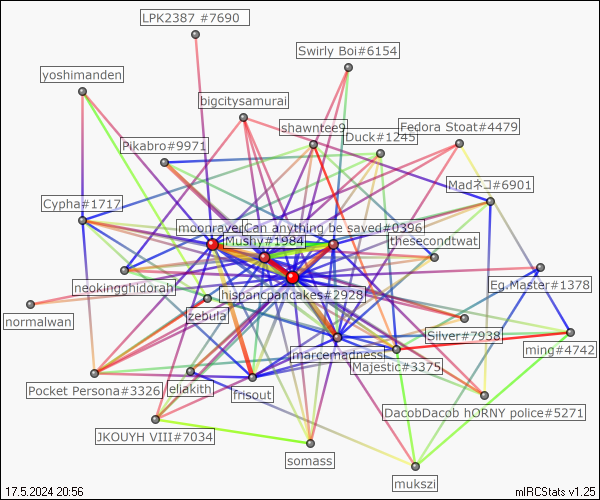 LPK2387 #7690
Swirly Boi#6154
yoshimanden
bigcitysamurai
shawntee9
Duck#1245
Fedora Stoat#4479
Pikabro#9971
Madネコ#6901
Cypha#1717
moonraver
Can anything be saved#0396
Mushy#1984
thesecondtwat
neokingghidorah
hispancpancakes#2928
Eg.Master#1378
zebula
normalwan
Silver#7938
ming#4742
marcemadness
Majestic#3375
Pocket Persona#3326
eliakith
frisout
DacobDacob hORNY police#5271
JKOUYH VIII#7034
somass
mukszi
17.5.2024 20:56
mIRCStats v1.25